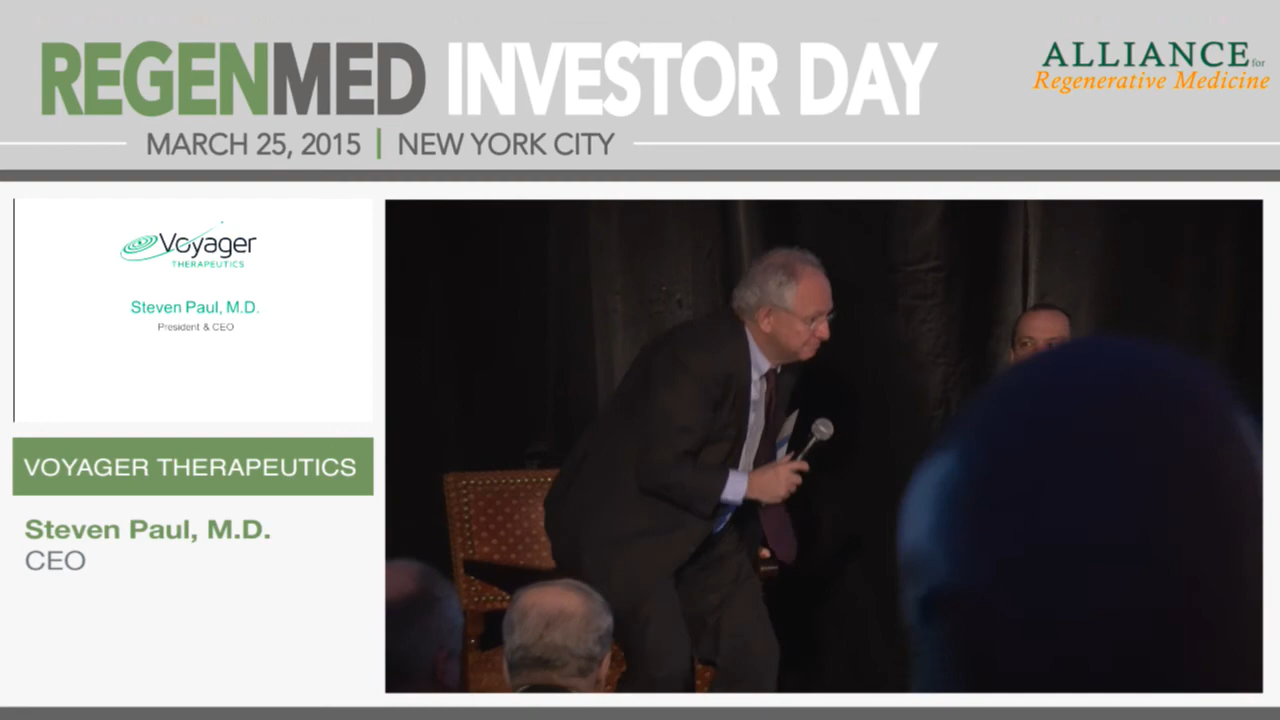 REGENMED INVESTOR DAY
MARCH 25, 2015 | NEW YORK CITY
ALLIANCE for
Regenerative Medicine
Voyager
THERAPEUTICS
Steven Paul, M.D.
President & CEO
VOYAGER THERAPEUTICS
Steven Paul, M.D.
CEO